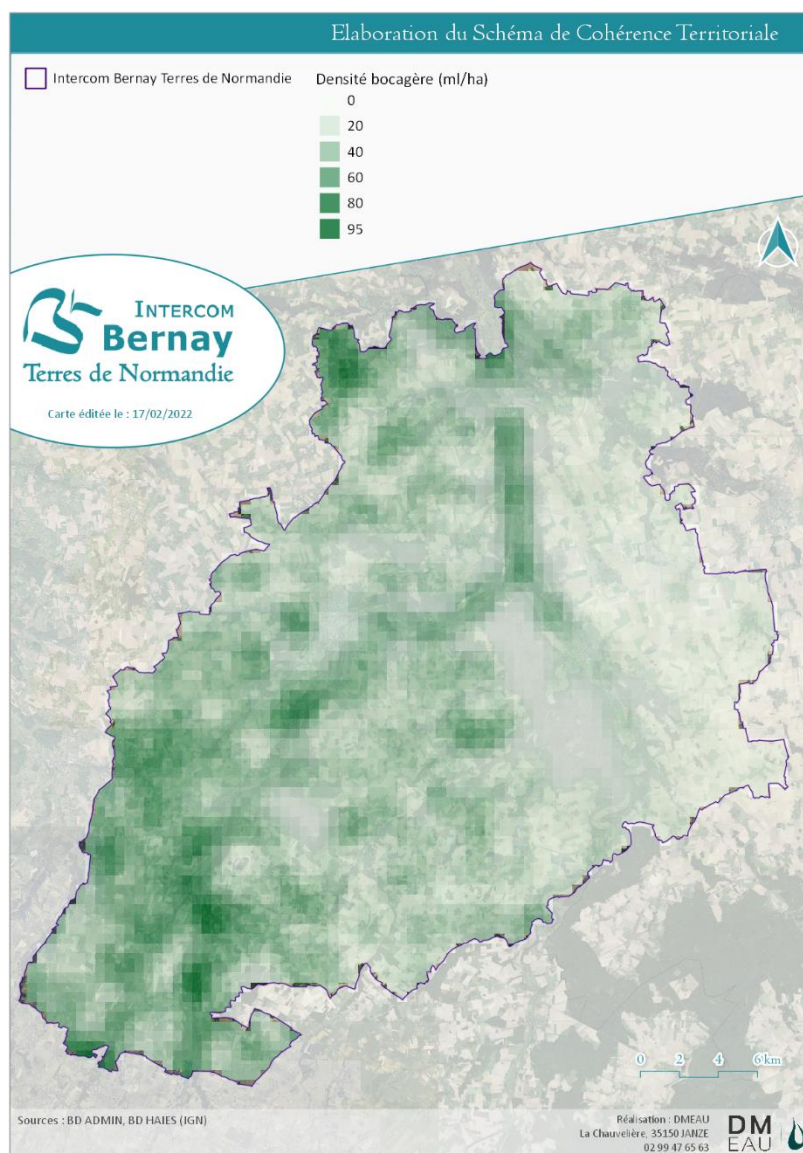 Elaboration du Schéma de Cohérence Territoriale
Intercom Bernay Terres de Normandie
Densité bocagère (ml/ha)
0
20
40
60
80
95
INTERCOM
Bernay
Terres de Normandie
Carte éditée le : 17/02/2022
0 2 4 6 km
Sources : BD ADMIN, BD HAIES (IGN)
Réalisation : DMEAU
La Chauvelière, 35150 JANZE
02 99 47 65 63
DM
EAU